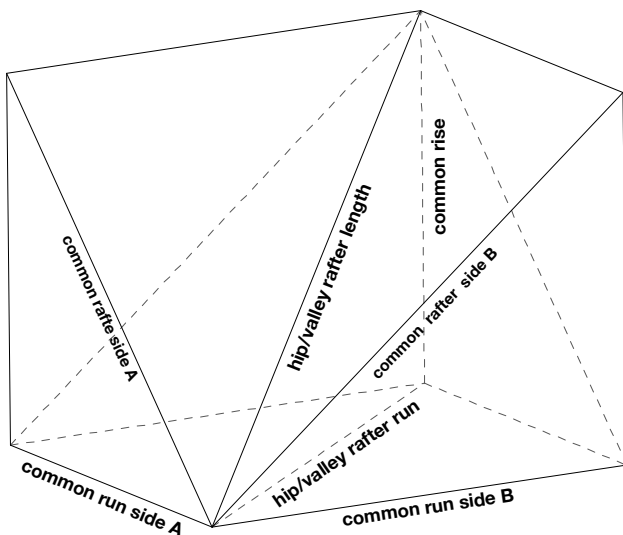 common rise
hip/valley rafter length
common rafte side A
common rafter side B
hip/valley rafter run
common run side A
common run side B